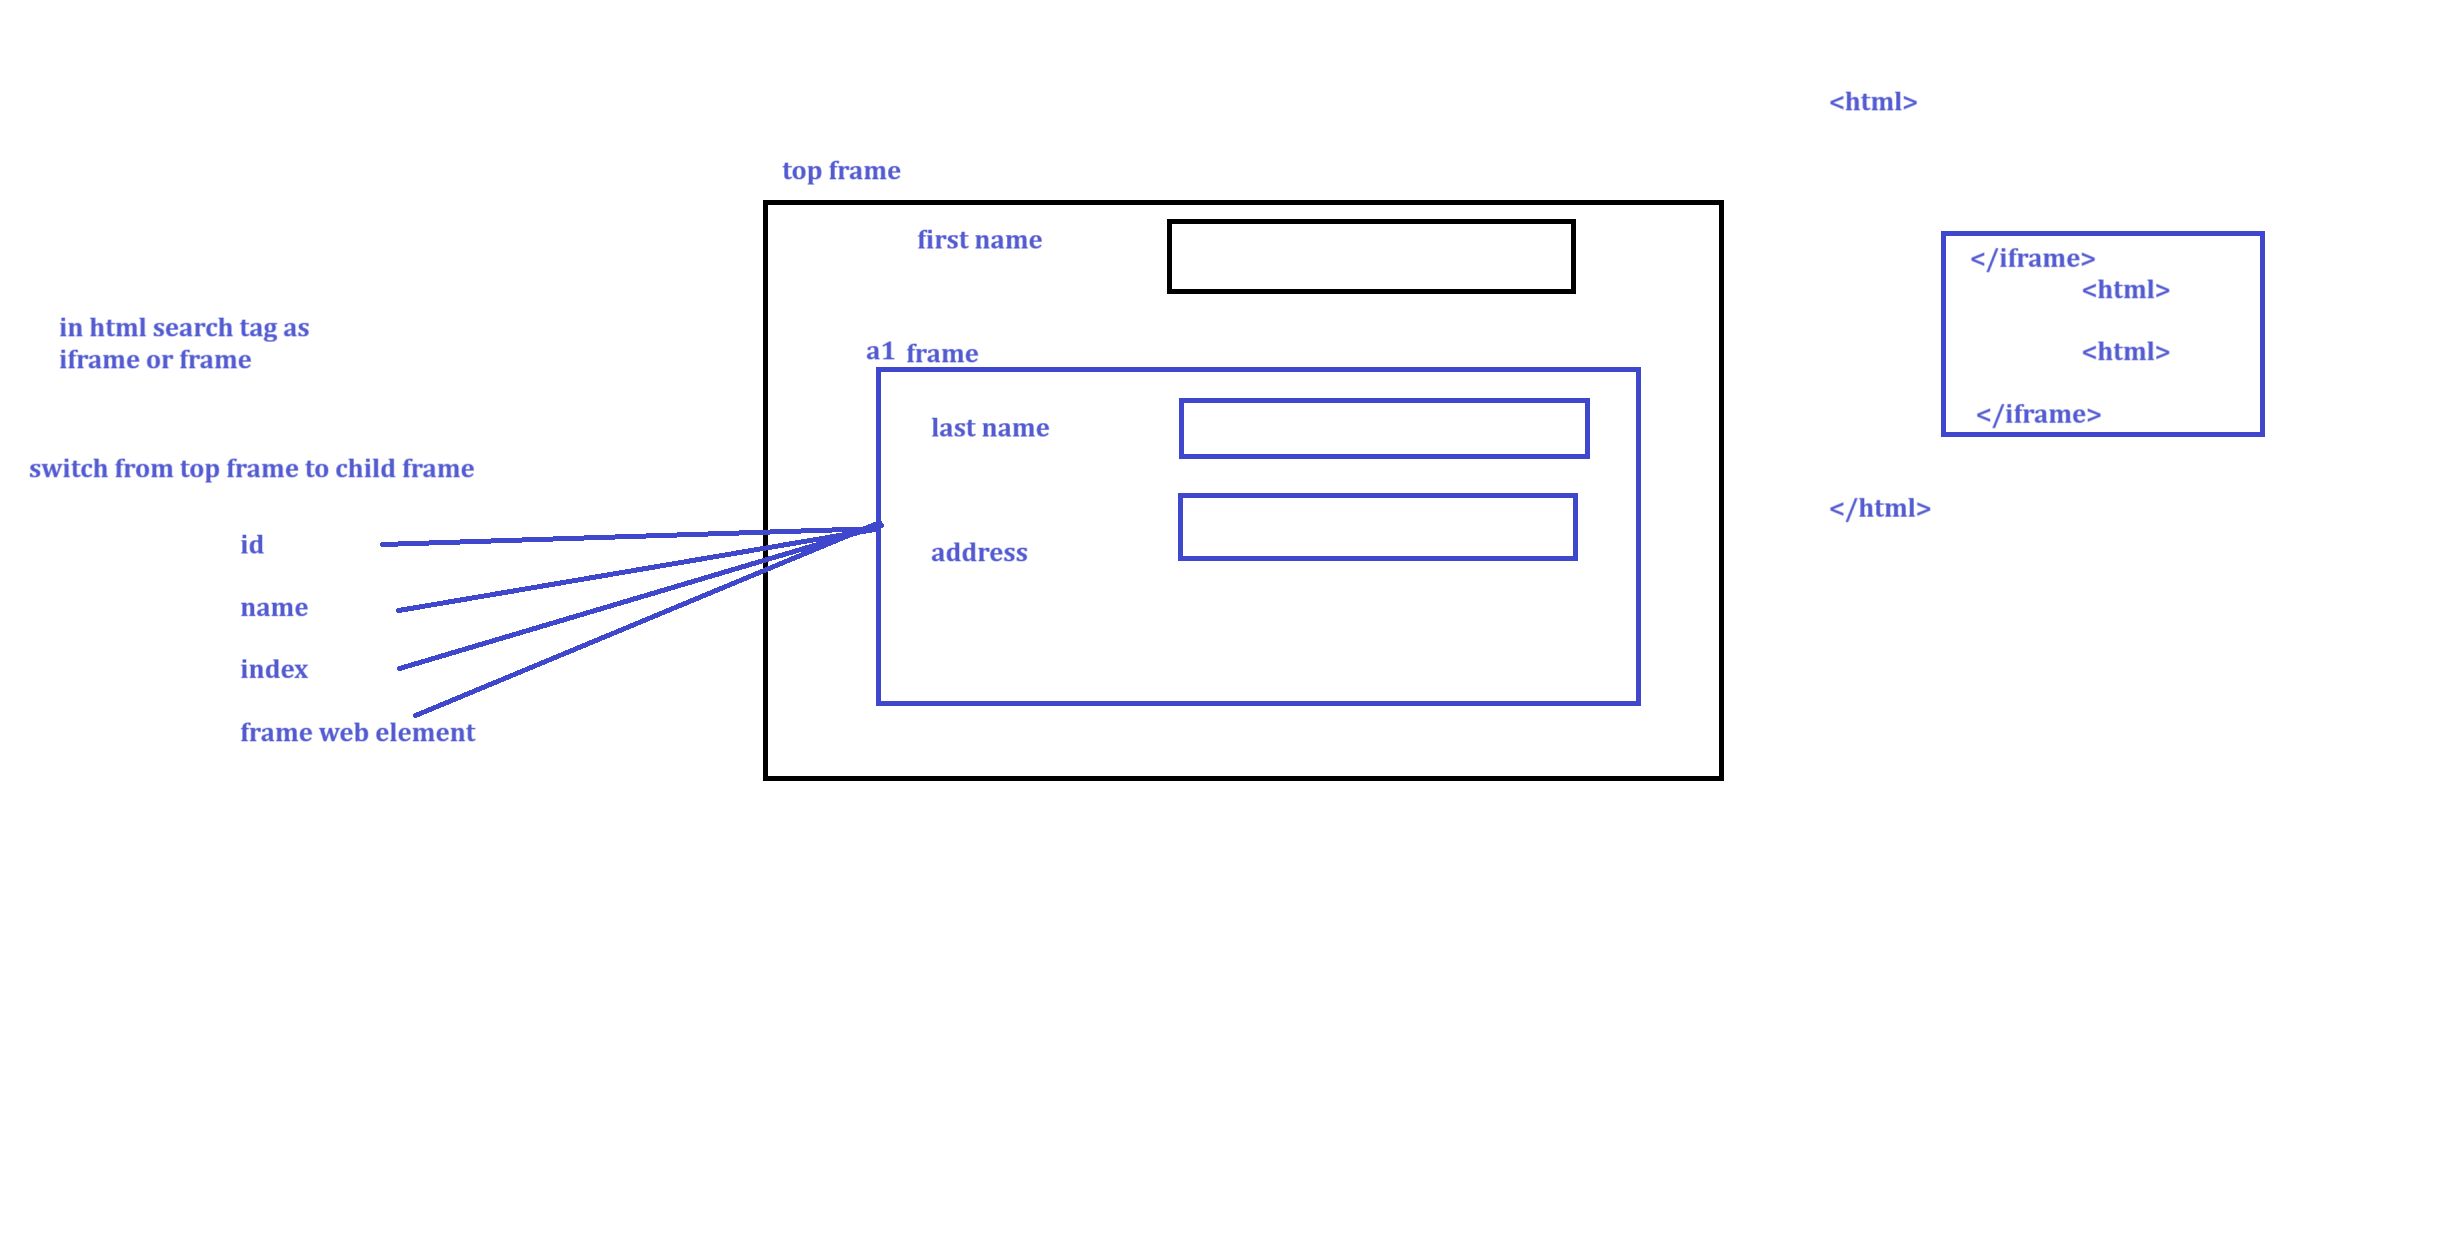 in html search tag as
iframe or frame
switch from top frame to child frame
id
name
index
frame web element
top frame
first name
a1 frame
last name
address
<html>
</iframe>
<html>
<html>
</iframe>
</html>